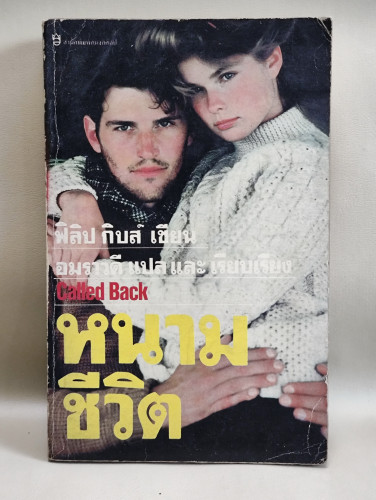 ฟิลิป กิบส์ เขียน
อมราวดี แปล และ เรียบเรียง
Called Back
หนาม
ชีวิต